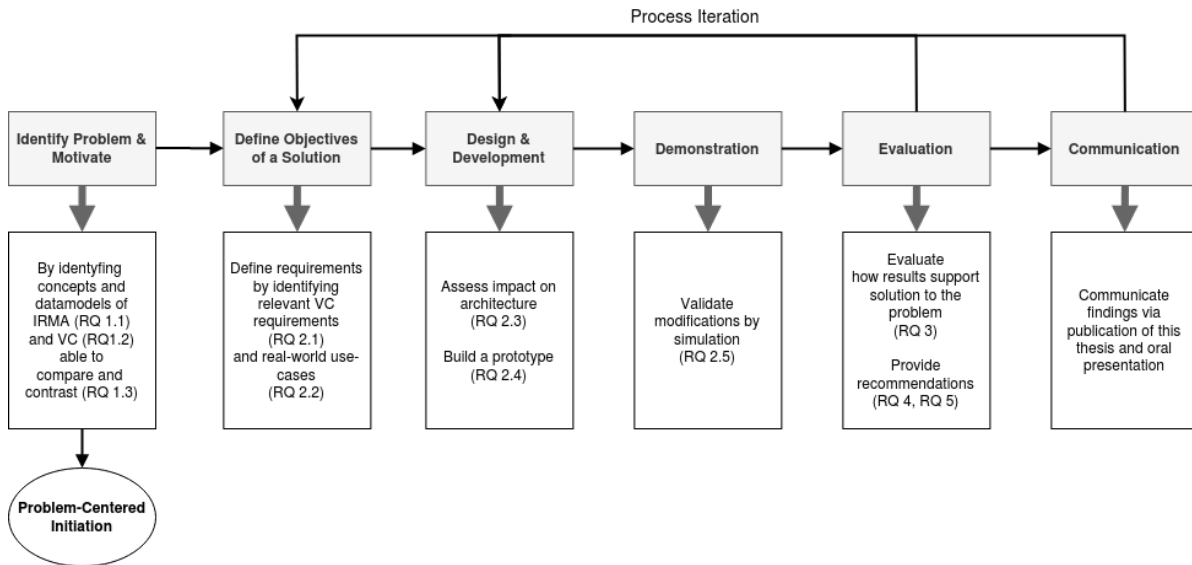 Process Iteration
Identify Problem &
Motivate
Define Objectives
of a Solution
Design &
Development
Demonstration
Evaluation
Communication
By identyfing
concepts and
datamodels of
IRMA (RQ 1.1)
and VC (RQ1.2)
able to
compare and
contrast (RQ 1.3)
Define requirements
by identifying
relevant VC
requirements
(RQ 2.1)
and real-world use-
cases
(RQ 2.2)
Assess impact on
architecture
(RQ 2.3)
Build a prototype
(RQ 2.4)
Validate
modifications by
simulation
(RQ 2.5)
Evaluate
how results support
solution to the
problem
(RQ 3)
Provide
recommendations
(RQ 4, RQ 5)
Communicate
findings via
publication of this
thesis and oral
presentation
Problem-Centered
Initiation